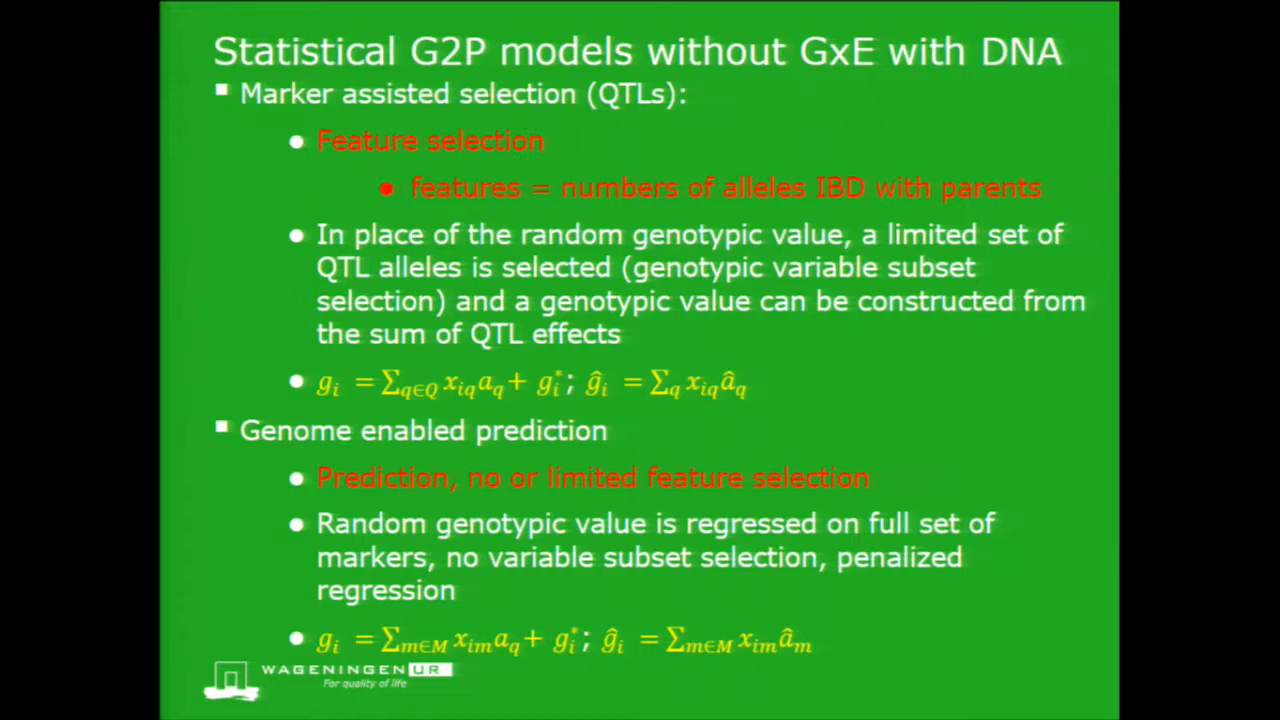 Statistical G2P models without GxE with DNA
▪ Marker assisted selection (QTLs):
● Feature selection
● features = numbers of alleles IBD with parents
● In place of the random genotypic value, a limited set of
QTL alleles is selected (genotypic variable subset
selection) and a genotypic value can be constructed from
the sum of QTL effects
● g_i = ∑_{q∈Q} x_{iq}a_q + g_i^*; ĝ_i = ∑_q x_{iq}â_q
▪ Genome enabled prediction
● Prediction, no or limited feature selection
● Random genotypic value is regressed on full set of
markers, no variable subset selection, penalized
regression
● g_i = ∑_{m∈M} x_{im}a_q + g_i^*; ĝ_i = ∑_{m∈M} x_{im}â_m
WAGENINGEN UR
For quality of life